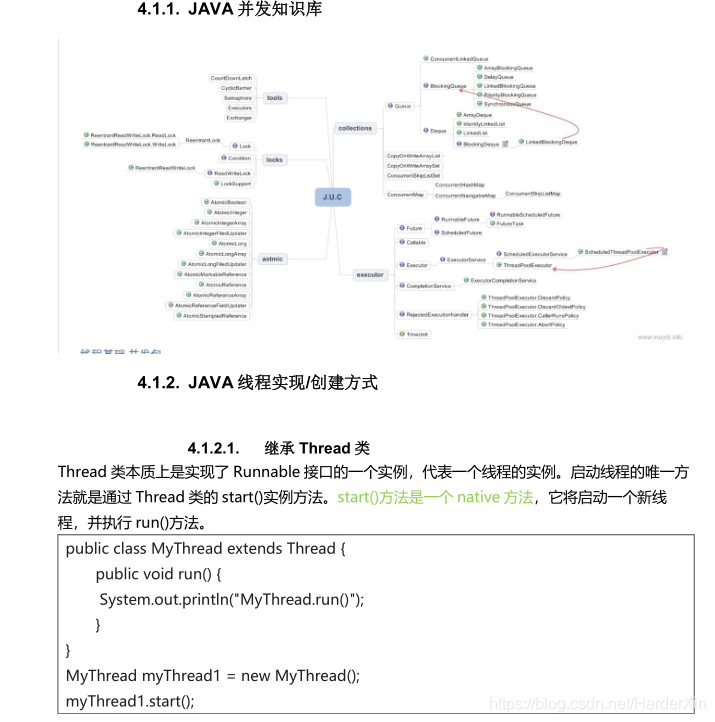 4.1.1. JAVA 并发知识库
CountDownLatch
CyclicBarrier
Semaphore
Executors
Exchanger
tools
ReentrantReadWriteLock.ReadLock
ReentrantReadWriteLock.WriteLock
ReentrantLock
Lock
Condition
ReentrantReadWriteLock
ReadWriteLock
LockSupport
locks
AtomicBoolean
AtomicInteger
AtomicIntegerArray
AtomicIntegerFiledUpdater
AtomicLong
AtomicLongArray
AtomicLongFiledUpdater
AtomicMarkableReference
AtomicReference
AtomicReferenceArray
AtomicReferenceFieldUpdater
AtomicStampledReference
aotmic
J.U.C
collections
Queue
ConcurrentLinkedQueue
BlockingQueue
ArrayBlockingQueue
DelayQueue
LinkedBlockingQueue
PriorityBlockingQueue
SynchronousQueue
Deque
ArrayDeque
IdentityLinkedList
LinkedList
BlockingDeque
LinkedBlockingDeque
CopyOnWriteArrayList
CopyOnWriteArraySet
ConcurrentSkipListSet
ConcurrentMap
ConcurrentHashMap
ConcurrentNavigableMap
ConcurrentSkipListMap
executor
Future
RunnableFuture
RunnableScheduledFuture
FutureTask
ScheduledFuture
Callable
Executor
ExecutorService
ScheduledExecutorService
ScheduledThreadPoolExecutor
ThreadPoolExecutor
CompletionService
ExecutorCompletionService
RejectedExecutionHandler
ThreadPoolExecutor.DiscardPolicy
ThreadPoolExecutor.DiscardOldestPolicy
ThreadPoolExecutor.CallerRunsPolicy
ThreadPoolExecutor.AbortPolicy
TimeUnit
4.1.2. JAVA 线程实现/创建方式
4.1.2.1. 继承 Thread 类
Thread 类本质上是实现了 Runnable 接口的一个实例，代表一个线程的实例。启动线程的唯一方
法就是通过 Thread 类的 start()实例方法。start()方法是一个 native 方法，它将启动一个新线
程，并执行 run()方法。
public class MyThread extends Thread {
public void run() {
System.out.println("MyThread.run()");
}
}
MyThread myThread1 = new MyThread();
myThread1.start();
https://blog.csdn.net/HarderXin